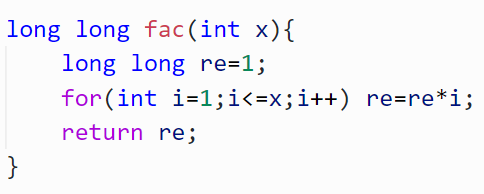 long long fac(int x){
    long long re=1;
    for(int i=1;i<=x;i++) re=re*i;
    return re;
}